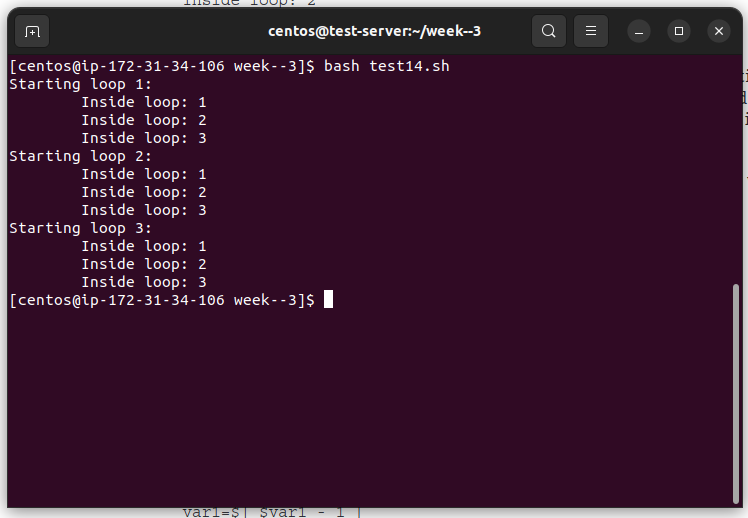 Inside loop: 2
centos@test-server:~/week--3
[centos@ip-172-31-34-106 week--3]$ bash test14.sh
Starting loop 1:
        Inside loop: 1
        Inside loop: 2
        Inside loop: 3
Starting loop 2:
        Inside loop: 1
        Inside loop: 2
        Inside loop: 3
Starting loop 3:
        Inside loop: 1
        Inside loop: 2
        Inside loop: 3
[centos@ip-172-31-34-106 week--3]$
var1=$[ $var1 - 1 ]